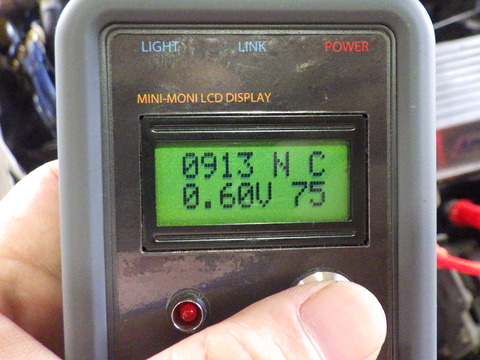 LIGHT LINK POWER
MINI-MONI LCD DISPLAY
0913 N C
0.60V 75